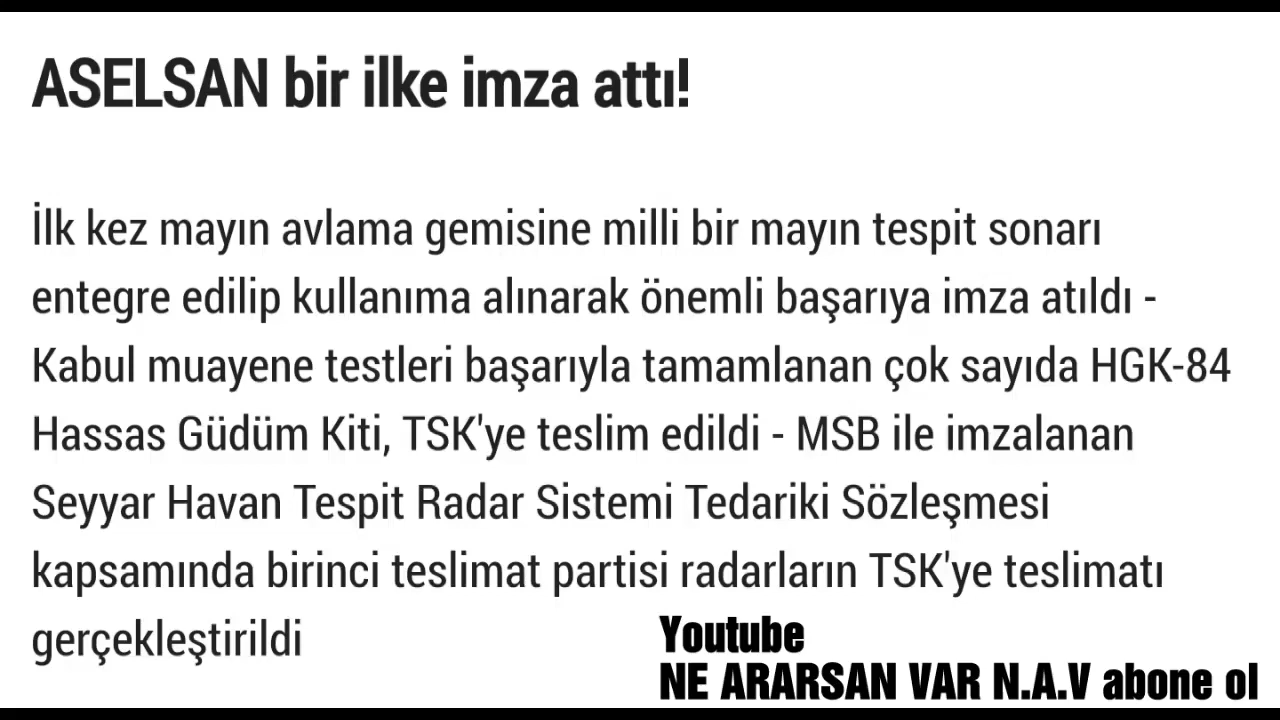 ASELSAN bir ilke imza attı!
İlk kez mayın avlama gemisine milli bir mayın tespit sonarı
entegre edilip kullanıma alınarak önemli başarıya imza atıldı -
Kabul muayene testleri başarıyla tamamlanan çok sayıda HGK-84
Hassas Güdüm Kiti, TSK'ye teslim edildi - MSB ile imzalanan
Seyyar Havan Tespit Radar Sistemi Tedariki Sözleşmesi
kapsamında birinci teslimat partisi radarların TSK'ye teslimatı
gerçekleştirildi
Youtube
NE ARARSAN VAR N.A.V abone ol